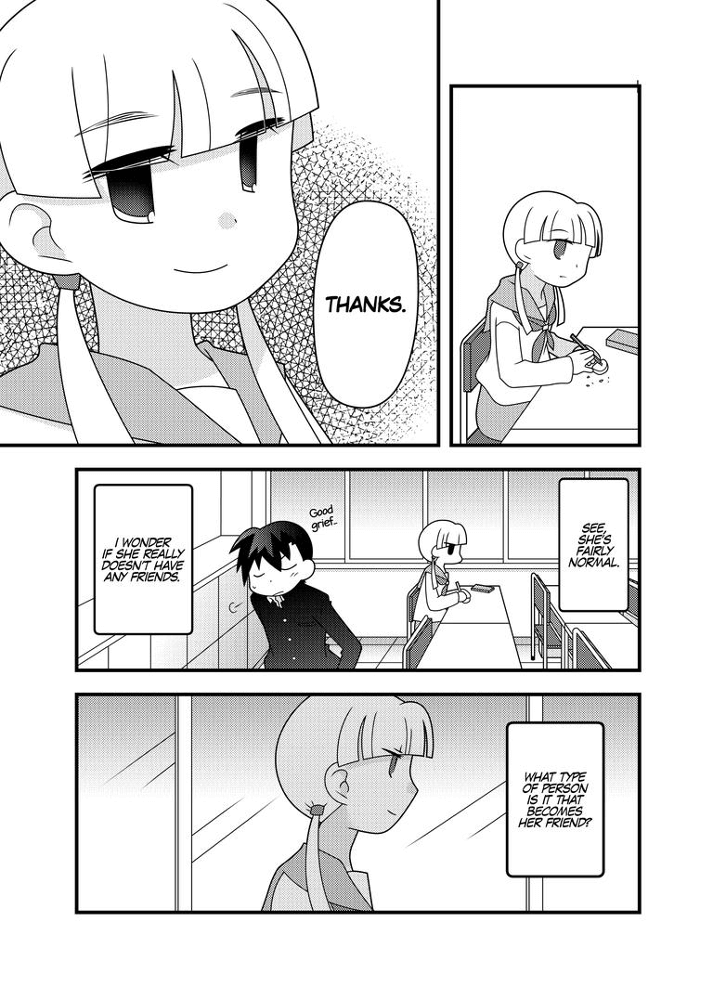 THANKS.
SEE,
SHE'S
FAIRLY
NORMAL.
Good
grief..
I WONDER
IF SHE REALLY
DOESN'T HAVE
ANY FRIENDS.
WHAT TYPE
OF PERSON
IS IT THAT
BECOMES
HER FRIEND?